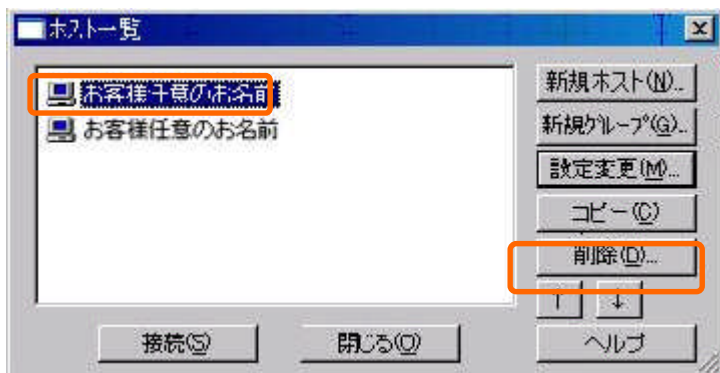 ホスト一覧
お客様任意のお名前
お客様任意のお名前
新規ホスト(N)...
新規グループ(G)...
設定変更(M)...
コピー(C)
削除(D)...
↑ ↓
接続(S) 閉じる(O) ヘルプ